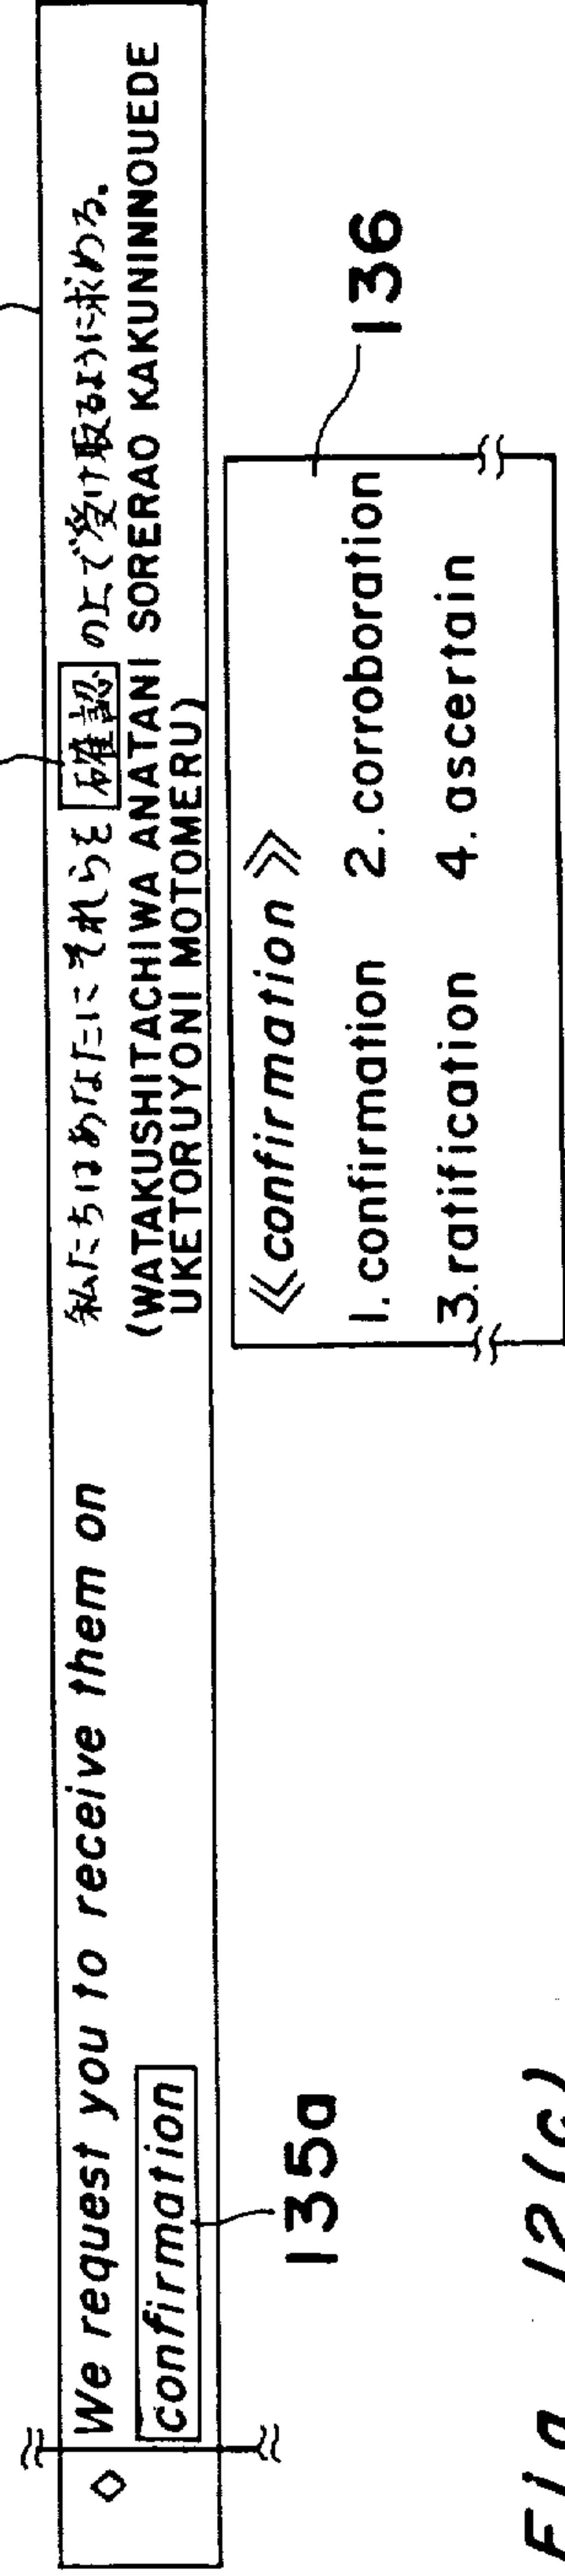 ◇ We request you to receive them on
confirmation
私たちはあなたにそれらを 確認 の上で受け取るように求める.
(WATAKUSHITACHIWA ANATANI SORERAO KAKUNINNOUEDE
UKETORUYONI MOTOMERU)
135a
《confirmation》
1. confirmation 2. corroboration
3. ratification 4. ascertain
136
Fig. 12(c)